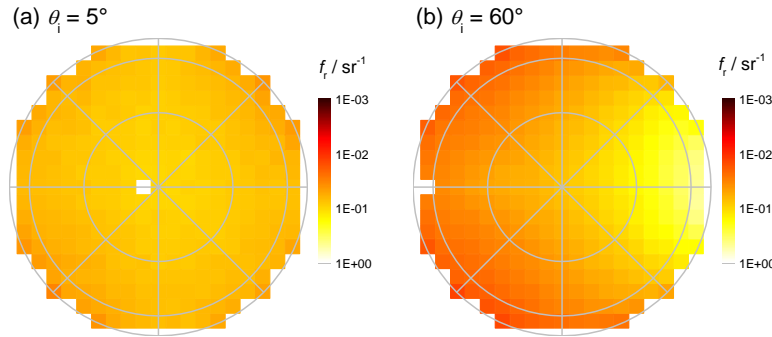 (a) θi = 5°
fr / sr-1
1E-03
1E-02
1E-01
1E+00
(b) θi = 60°
fr / sr-1
1E-03
1E-02
1E-01
1E+00